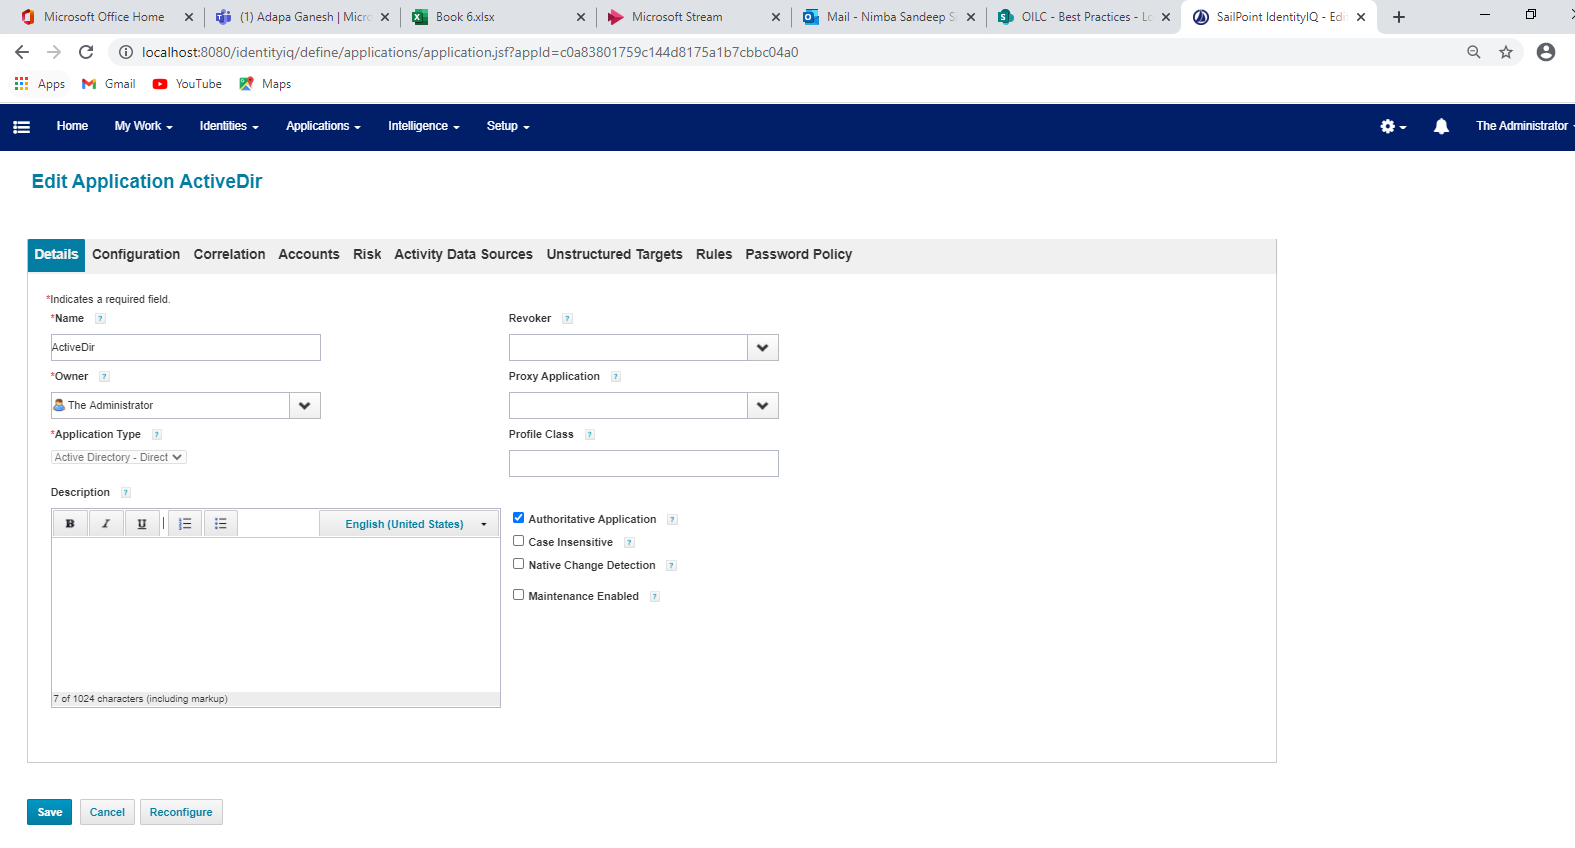 Microsoft Office Home
(1) Adapa Ganesh | Micro
Book 6.xlsx
Microsoft Stream
Mail - Nimba Sandeep S
OILC - Best Practices - Lo
SailPoint IdentityIQ - Edi
localhost:8080/identityiq/define/applications/application.jsf?appId=c0a83801759c144d8175a1b7cbbc04a0
Apps Gmail YouTube Maps
Home My Work Identities Applications Intelligence Setup The Administrator
Edit Application ActiveDir
Details Configuration Correlation Accounts Risk Activity Data Sources Unstructured Targets Rules Password Policy
*Indicates a required field.
*Name ?
Revoker ?
ActiveDir
*Owner ?
Proxy Application ?
The Administrator
*Application Type ?
Profile Class ?
Active Directory - Direct
Description ?
B I U English (United States)
Authoritative Application ?
Case Insensitive ?
Native Change Detection ?
Maintenance Enabled ?
7 of 1024 characters (including markup)
Save Cancel Reconfigure